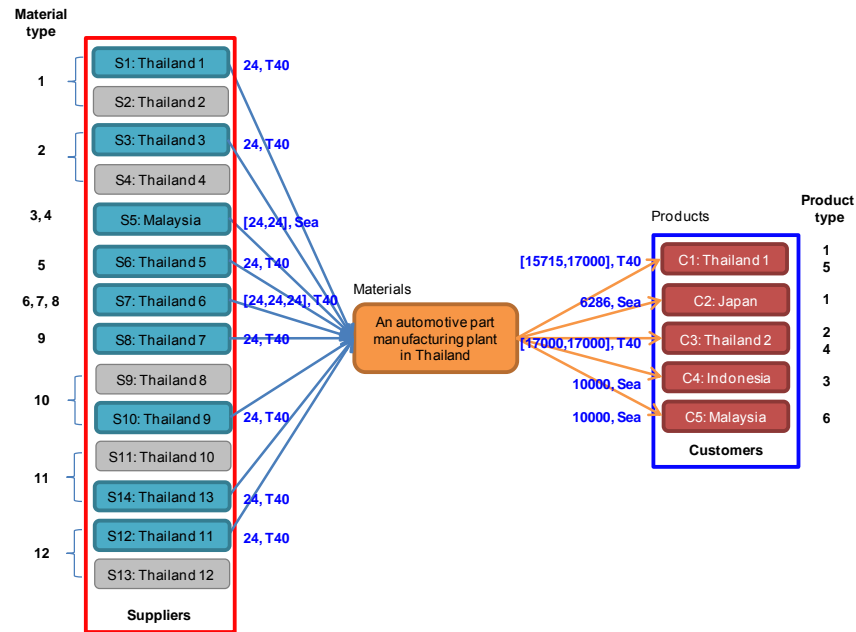 Material
type
S1: Thailand 1
24, T40
1
S2: Thailand 2
S3: Thailand 3
24, T40
2
S4: Thailand 4
3, 4
S5: Malaysia
[24,24], Sea
5
S6: Thailand 5
24, T40
6, 7, 8
S7: Thailand 6
[24,24,24], T40
9
S8: Thailand 7
24, T40
S9: Thailand 8
10
S10: Thailand 9
24, T40
S11: Thailand 10
11
S14: Thailand 13
24, T40
S12: Thailand 11
24, T40
12
S13: Thailand 12
Suppliers
Materials
An automotive part
manufacturing plant
in Thailand
Products
Product
type
[15715,17000], T40
C1: Thailand 1
1
5
6286, Sea
C2: Japan
1
[17000,17000], T40
C3: Thailand 2
2
4
10000, Sea
C4: Indonesia
3
10000, Sea
C5: Malaysia
6
Customers